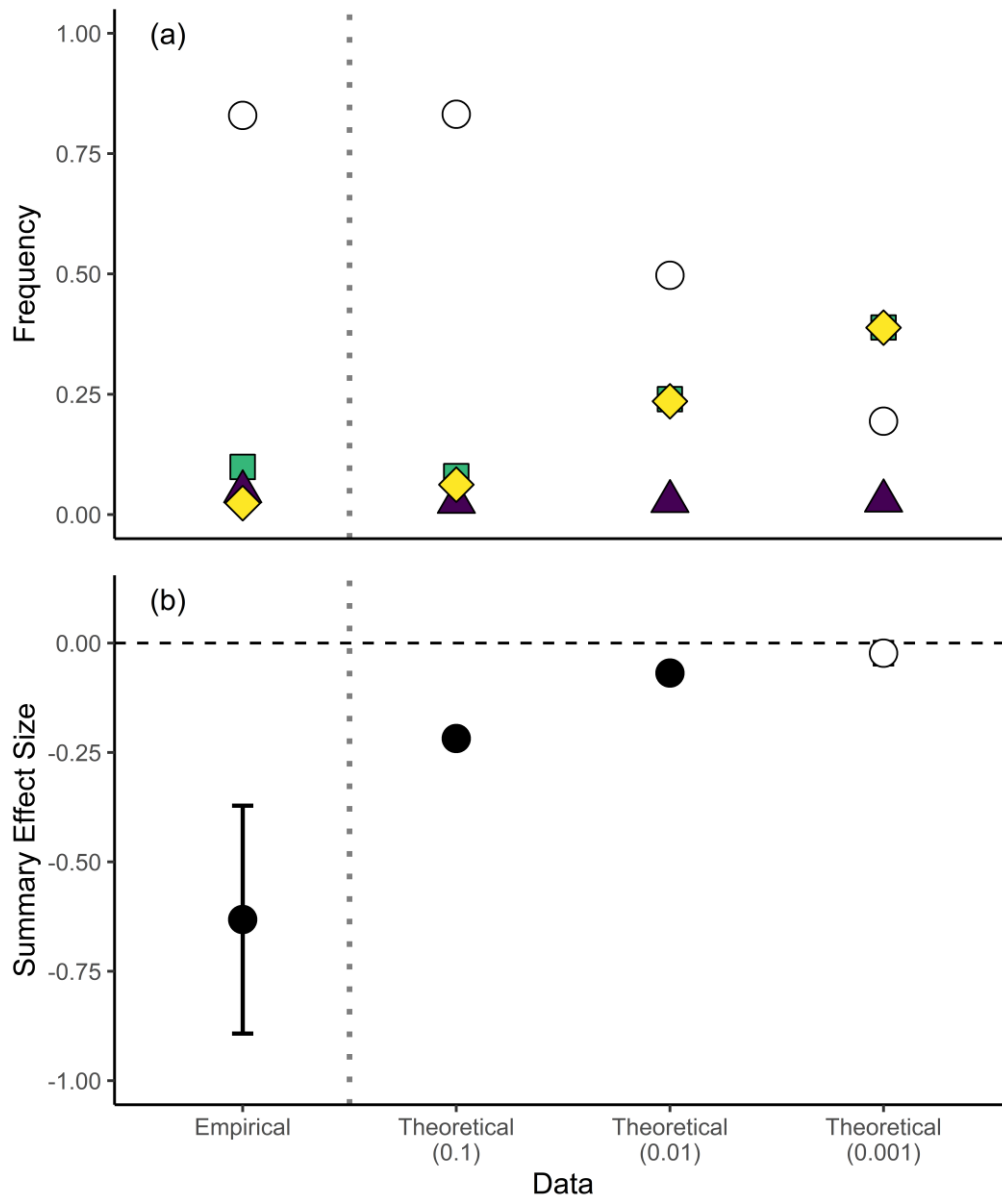 (a)
1.00
0.75
0.50
0.25
0.00
Frequency
(b)
0.00
-0.25
-0.50
-0.75
-1.00
Summary Effect Size
Empirical
Theoretical
(0.1)
Theoretical
(0.01)
Theoretical
(0.001)
Data